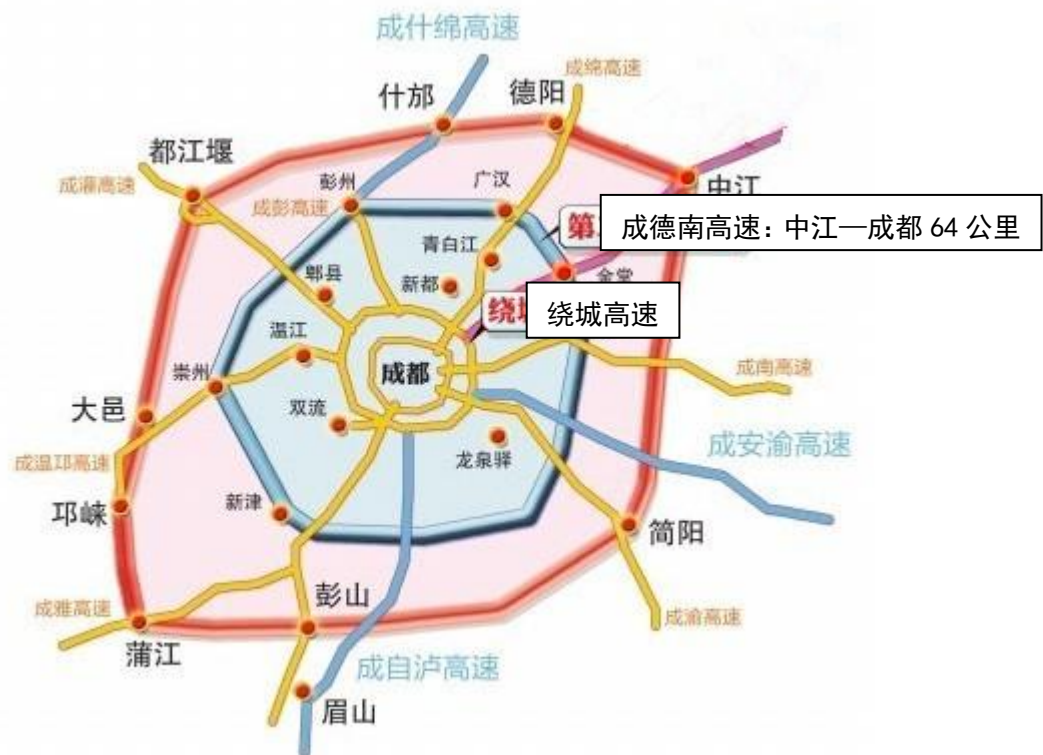 成什绵高速
成绵高速
什邡
德阳
都江堰
成灌高速
彭州
广汉
中江
成彭高速
第
成德南高速：中江—成都 64 公里
青白江
郫县
新都
金堂
绕城
绕城高速
温江
成都
成南高速
崇州
大邑
双流
成安渝高速
龙泉驿
成温邛高速
邛崃
新津
简阳
彭山
成雅高速
成渝高速
蒲江
成自泸高速
眉山